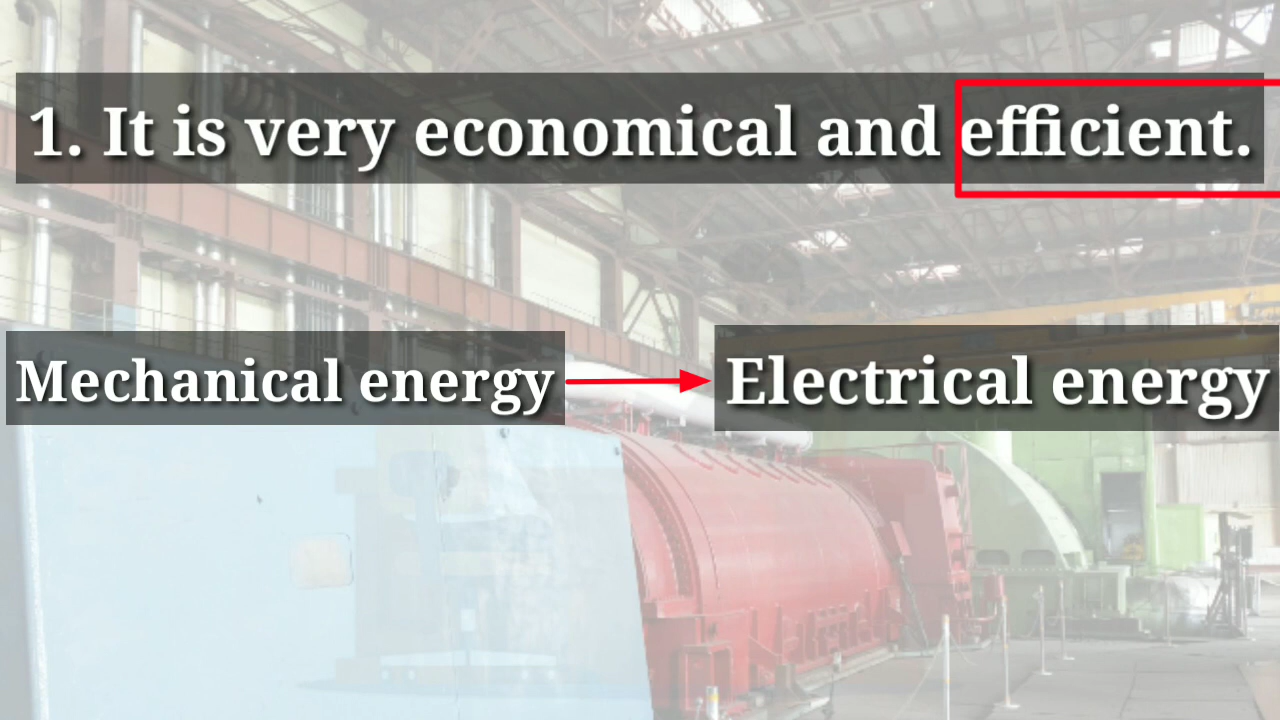 1. It is very economical and efficient.
Mechanical energy
Electrical energy